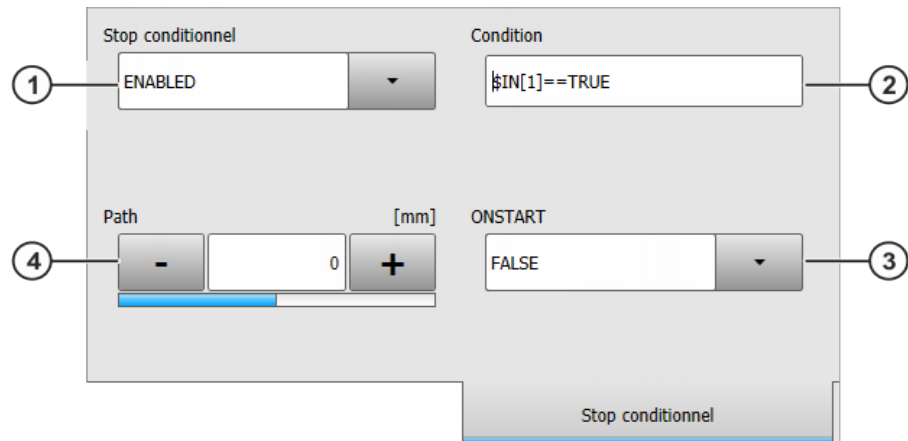 Stop conditionnel
Condition
1
ENABLED
$IN[1]==TRUE
2
Path
[mm]
ONSTART
4
-
0
+
FALSE
3
Stop conditionnel